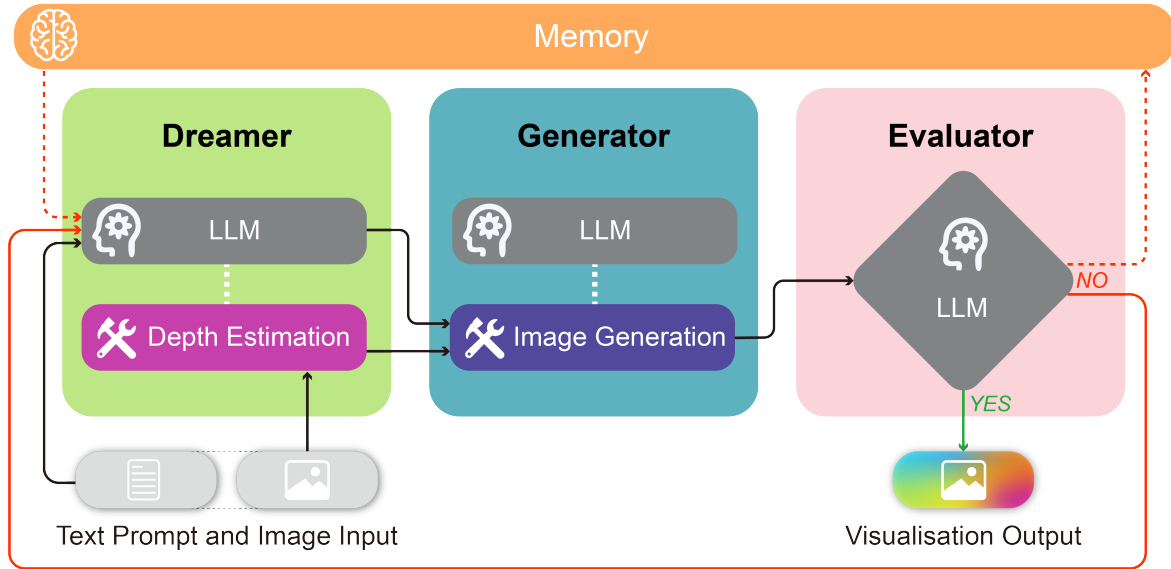 Memory
Dreamer
Generator
Evaluator
LLM
LLM
LLM
NO
Depth Estimation
Image Generation
YES
Text Prompt and Image Input
Visualisation Output